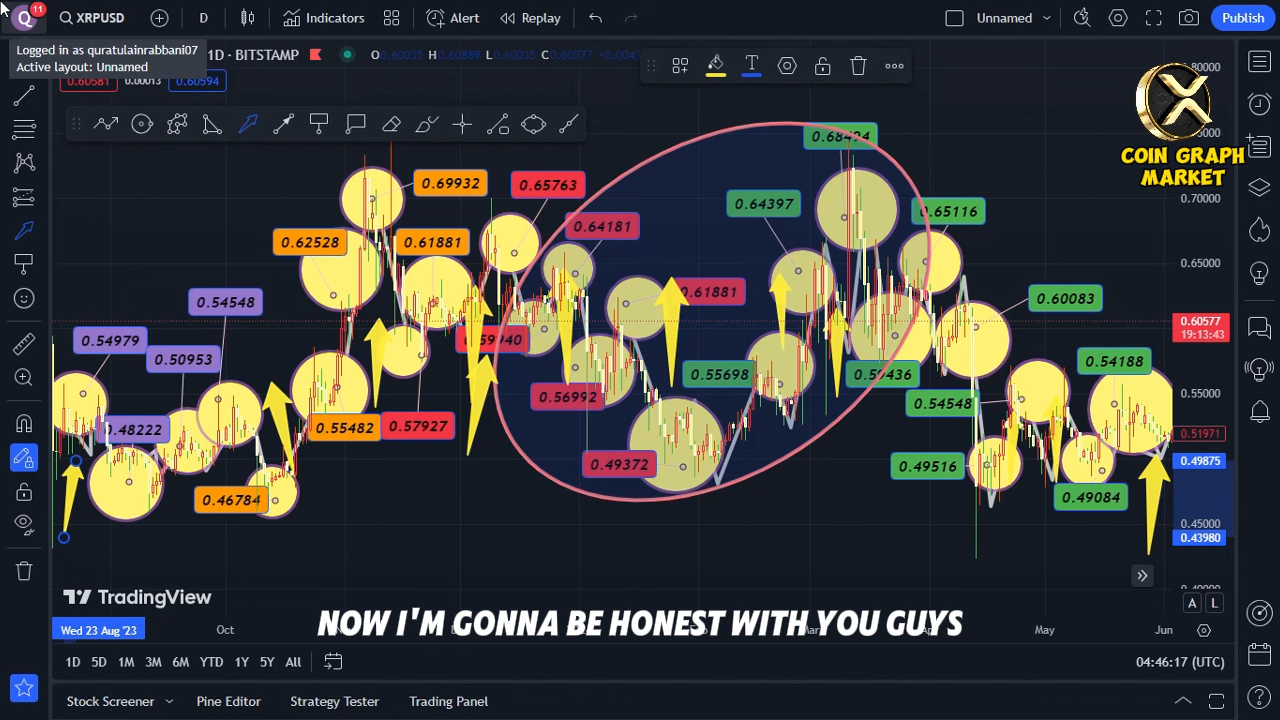 Q 11 XRPUSD D Indicators Alert Replay Unnamed Publish
Logged in as quratulainrabbani07
Active layout: Unnamed
1D · BITSTAMP
0.60581 0.00013 0.60594
T
COIN GRAPH
MARKET
0.68494
0.69932
0.65763
0.64397
0.65116
0.64181
0.62528
0.61881
0.61881
0.60083
0.54548
0.54979
0.50953
0.59940
0.54188
0.55698
0.59436
0.56992
0.54548
0.48222
0.55482
0.57927
0.49372
0.49516
0.46784
0.49084
0.70000
0.65000
0.60577
19:13:43
0.55000
0.51971
0.49875
0.45000
0.43980
A L
TradingView
NOW I'M GONNA BE HONEST WITH YOU GUYS
Wed 23 Aug '23 Oct May Jun
1D 5D 1M 3M 6M YTD 1Y 5Y All
04:46:17 (UTC)
Stock Screener Pine Editor Strategy Tester Trading Panel